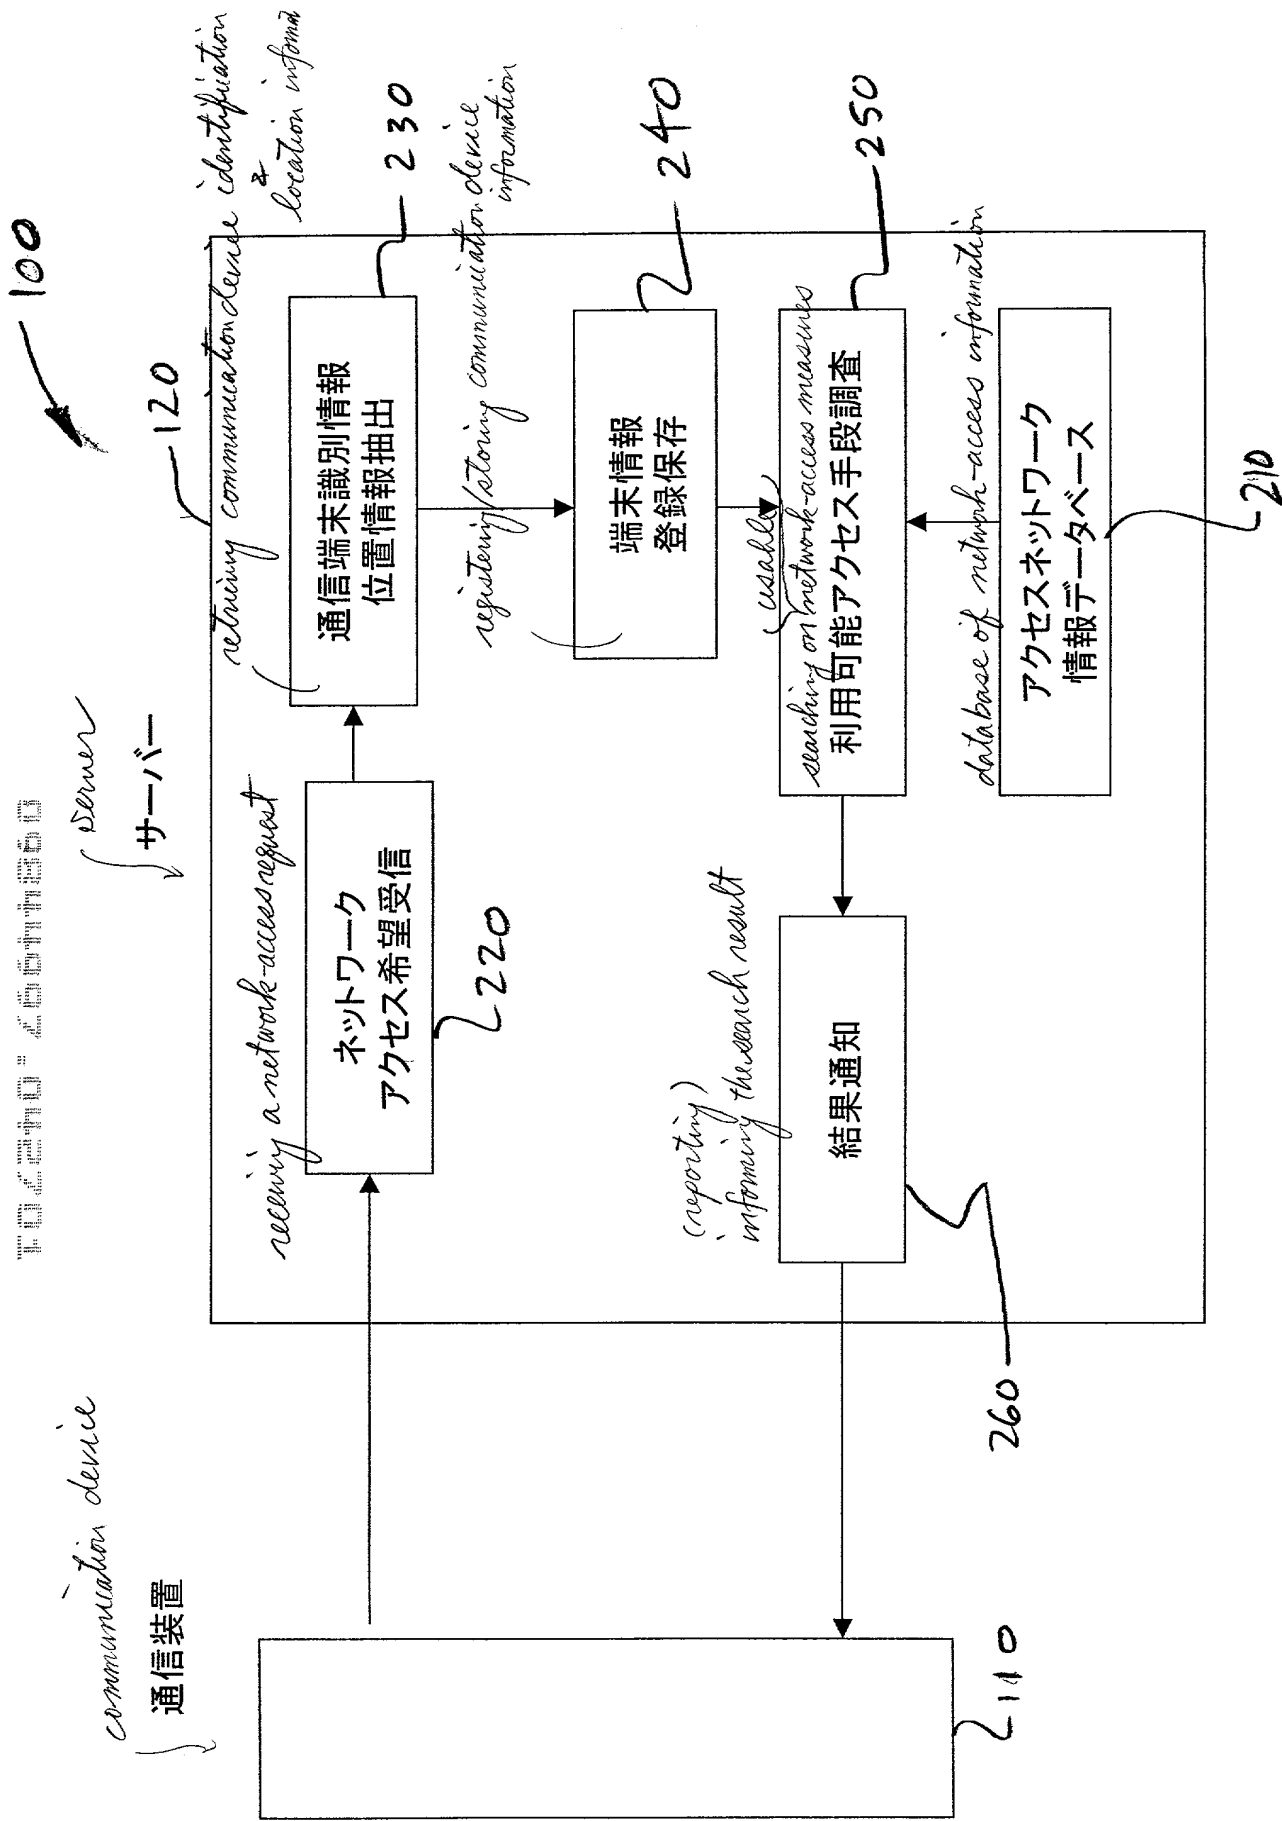 100
120
server
サーバー
communication device
通信装置
retrieving communication device identification
&
location informa
230
通信端末識別情報
位置情報抽出
receiving a network-access request
ネットワーク
アクセス希望受信
220
registering/storing communication device
information
240
端末情報
登録保存
(usable)
searching on network-access measures
利用可能アクセス手段調査
250
(reporting)
informing the search result
結果通知
260
database of network-access information
アクセスネットワーク
情報データベース
210
110